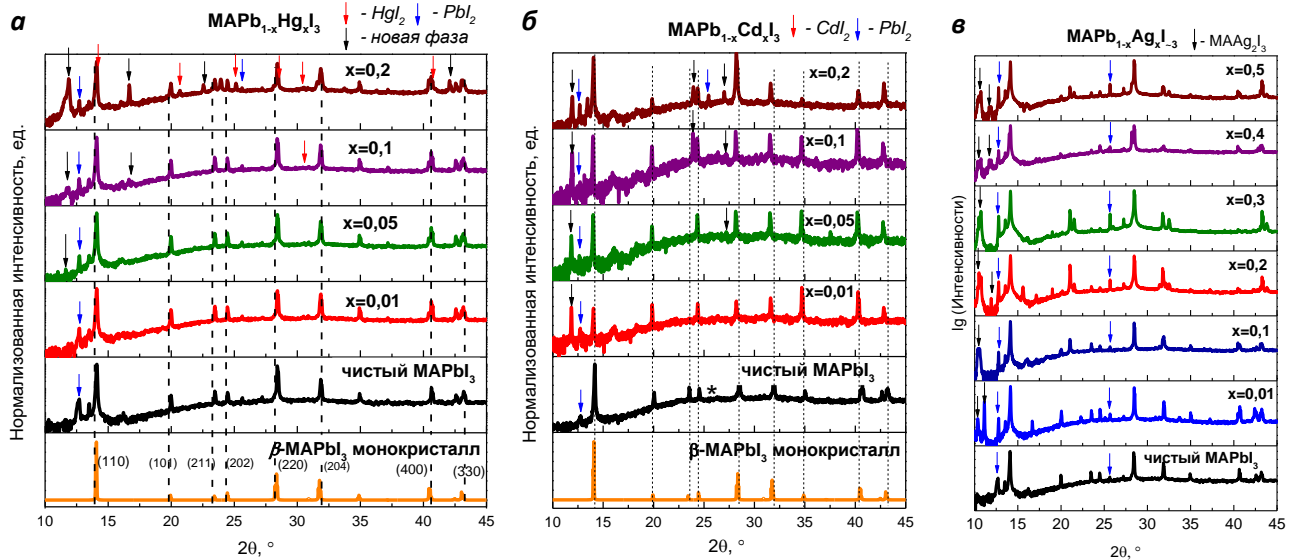 а
MAPb1-xHgxI3
- HgI2
- PbI2
- новая фаза
x=0,2
x=0,1
x=0,05
x=0,01
чистый MAPbI3
β-MAPbI3 монокристалл
(110) (101) (211) (202) (220) (204) (400) (330)
10 15 20 25 30 35 40 45
2θ, °
Нормализованная интенсивность, ед.
б
MAPb1-xCdxI3
- CdI2
- PbI2
x=0,2
x=0,1
x=0,05
x=0,01
чистый MAPbI3
*
β-MAPbI3 монокристалл
10 15 20 25 30 35 40 45
2θ, °
Нормализованная интенсивность, ед.
в
MAPb1-xAgxI~3
- MAAg2I3
x=0,5
x=0,4
x=0,3
x=0,2
x=0,1
x=0,01
чистый MAPbI3
10 15 20 25 30 35 40 45
2θ, °
lg (Интенсивности)